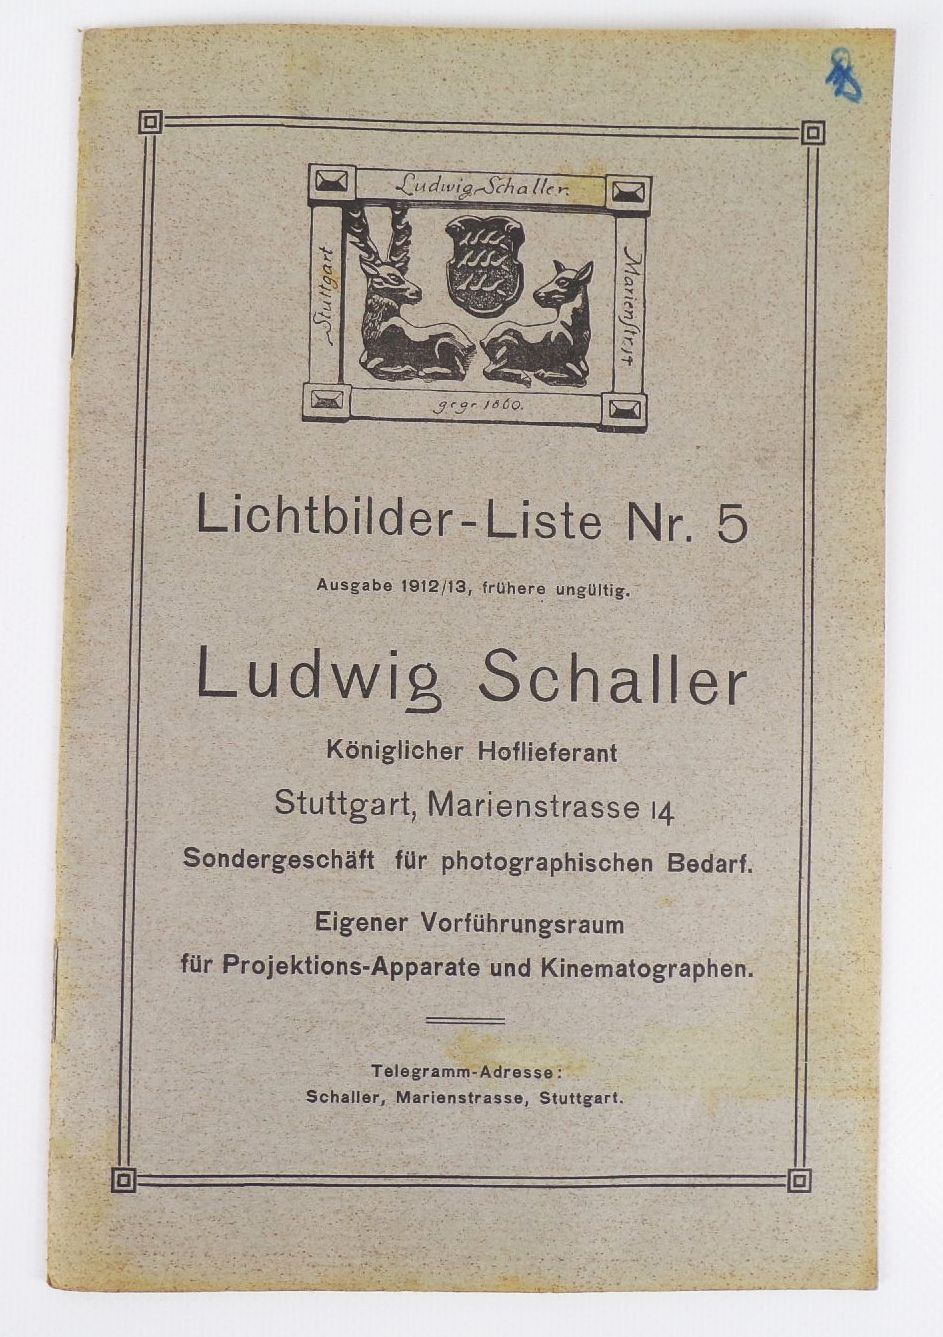 Ludwig Schaller.
Stuttgart
Marienstr. 14
gegr 1860.
Lichtbilder-Liste Nr. 5
Ausgabe 1912/13, frühere ungültig.
Ludwig Schaller
Königlicher Hoflieferant
Stuttgart, Marienstrasse 14
Sondergeschäft für photographischen Bedarf.
Eigener Vorführungsraum
für Projektions-Apparate und Kinematographen.
Telegramm-Adresse:
Schaller, Marienstrasse, Stuttgart.